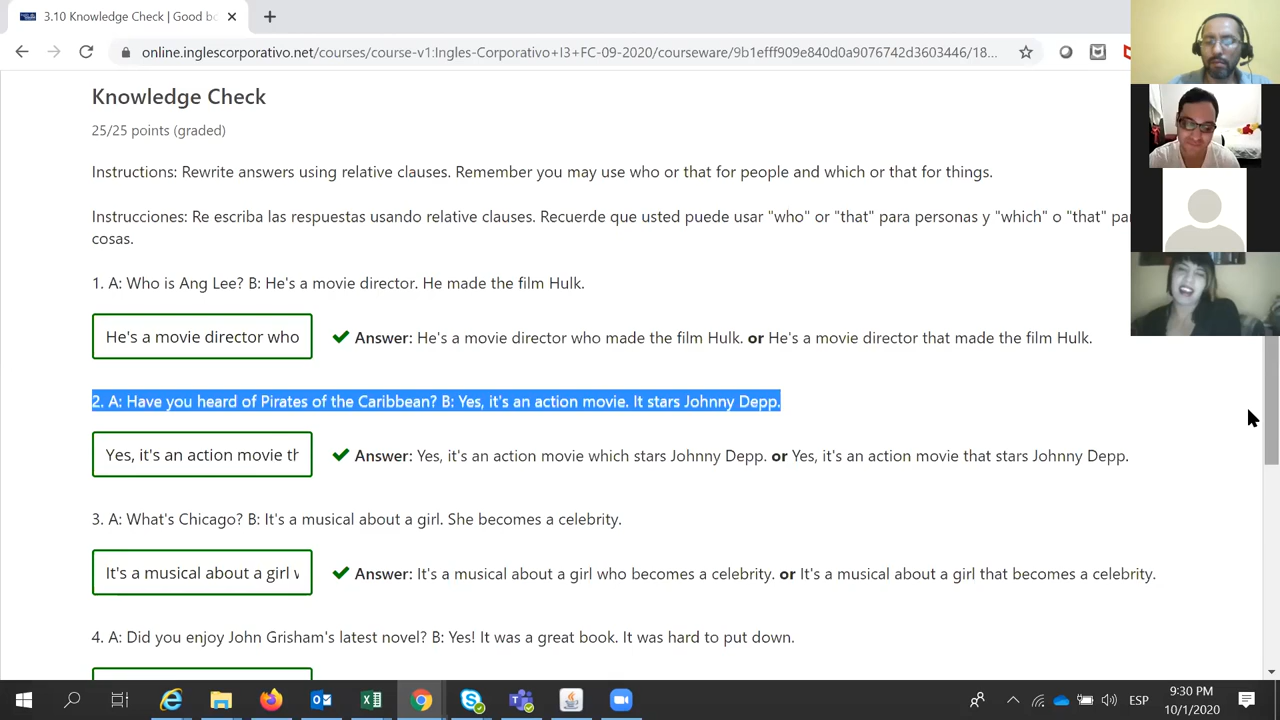 3.10 Knowledge Check | Good bo
online.inglescorporativo.net/courses/course-v1:Ingles-Corporativo+I3+FC-09-2020/courseware/9b1efff909e840d0a9076742d3603446/18...
Knowledge Check
25/25 points (graded)
Instructions: Rewrite answers using relative clauses. Remember you may use who or that for people and which or that for things.
Instrucciones: Re escriba las respuestas usando relative clauses. Recuerde que usted puede usar "who" or "that" para personas y "which" o "that" par
cosas.
1. A: Who is Ang Lee? B: He's a movie director. He made the film Hulk.
He's a movie director who
Answer: He's a movie director who made the film Hulk. or He's a movie director that made the film Hulk.
2. A: Have you heard of Pirates of the Caribbean? B: Yes, it's an action movie. It stars Johnny Depp.
Yes, it's an action movie th
Answer: Yes, it's an action movie which stars Johnny Depp. or Yes, it's an action movie that stars Johnny Depp.
3. A: What's Chicago? B: It's a musical about a girl. She becomes a celebrity.
It's a musical about a girl
Answer: It's a musical about a girl who becomes a celebrity. or It's a musical about a girl that becomes a celebrity.
4. A: Did you enjoy John Grisham's latest novel? B: Yes! It was a great book. It was hard to put down.
ESP
9:30 PM
10/1/2020